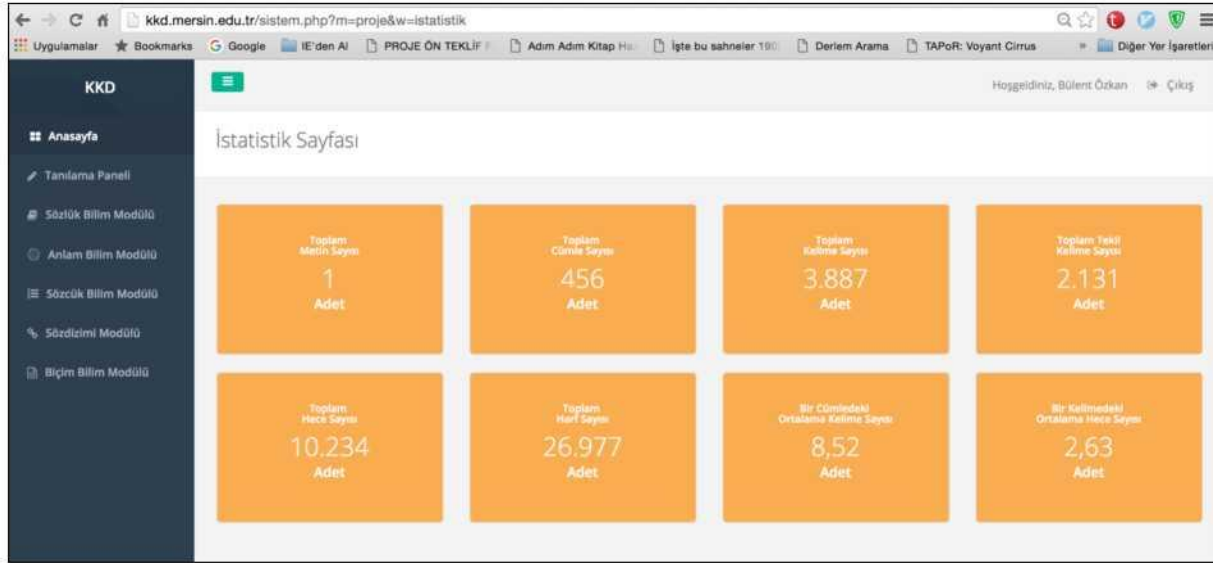 kkd.mersin.edu.tr/sistem.php?m=proje&w=istatistik
Uygulamalar Bookmarks Google IE'den Al PROJE ÖN TEKLİF Adım Adım Kitap İşte bu sahneler 190 Derlem Arama TAPoR: Voyant Cirrus » Diğer Yer İşaretleri
KKD
Hoşgeldiniz, Bülent Özkan Çıkış
Anasayfa
İstatistik Sayfası
Tanılama Paneli
Sözlük Bilim Modülü
Anlam Bilim Modülü
Sözcük Bilim Modülü
Sözdizimi Modülü
Biçim Bilim Modülü
Toplam
Metin Sayısı
1
Adet
Toplam
Cümle Sayısı
456
Adet
Toplam
Kelime Sayısı
3.887
Adet
Toplam Tekil
Kelime Sayısı
2.131
Adet
Toplam
Hece Sayısı
10.234
Adet
Toplam
Harf Sayısı
26.977
Adet
Bir Cümledeki
Ortalama Kelime Sayısı
8,52
Adet
Bir Kelimedeki
Ortalama Hece Sayısı
2,63
Adet